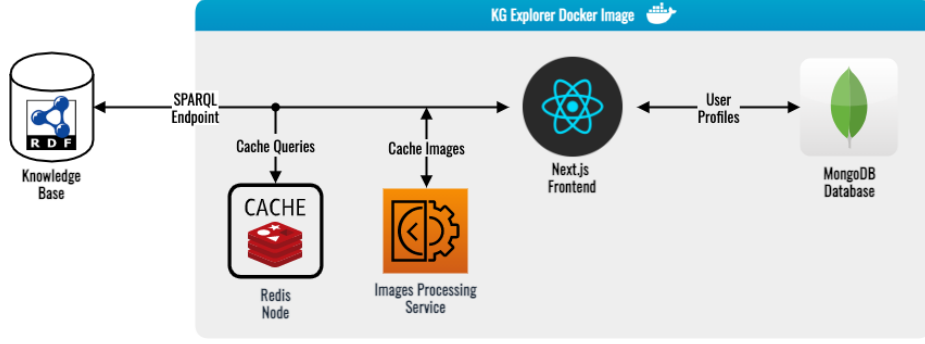 KG Explorer Docker Image
SPARQL
Endpoint
RDF
Knowledge
Base
Cache Queries
Cache Images
CACHE
Redis
Node
Images Processing
Service
Next.js
Frontend
User
Profiles
MongoDB
Database